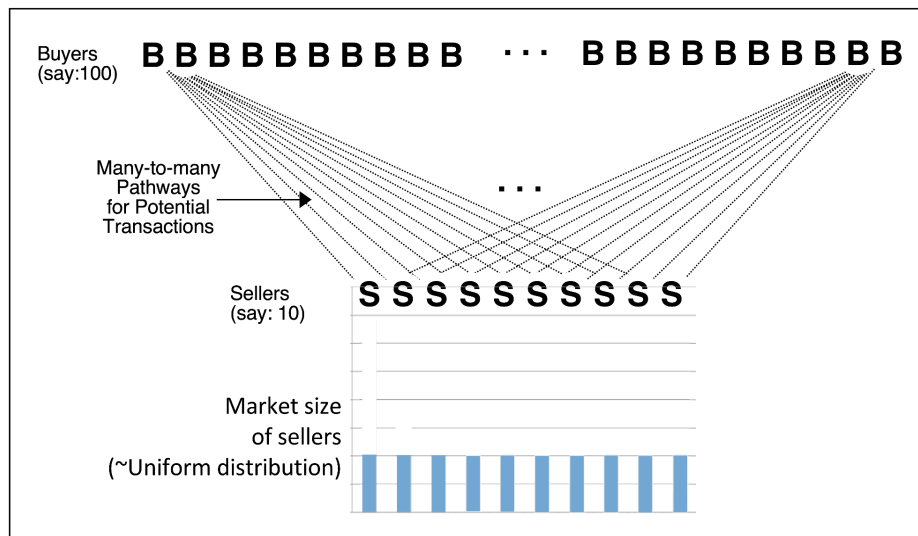 Buyers
(say:100)
B B B B B B B B B B ... B B B B B B B B B B
Many-to-many
Pathways
for Potential
Transactions
...
Sellers
(say: 10)
S S S S S S S S S S
Market size
of sellers
(~Uniform distribution)